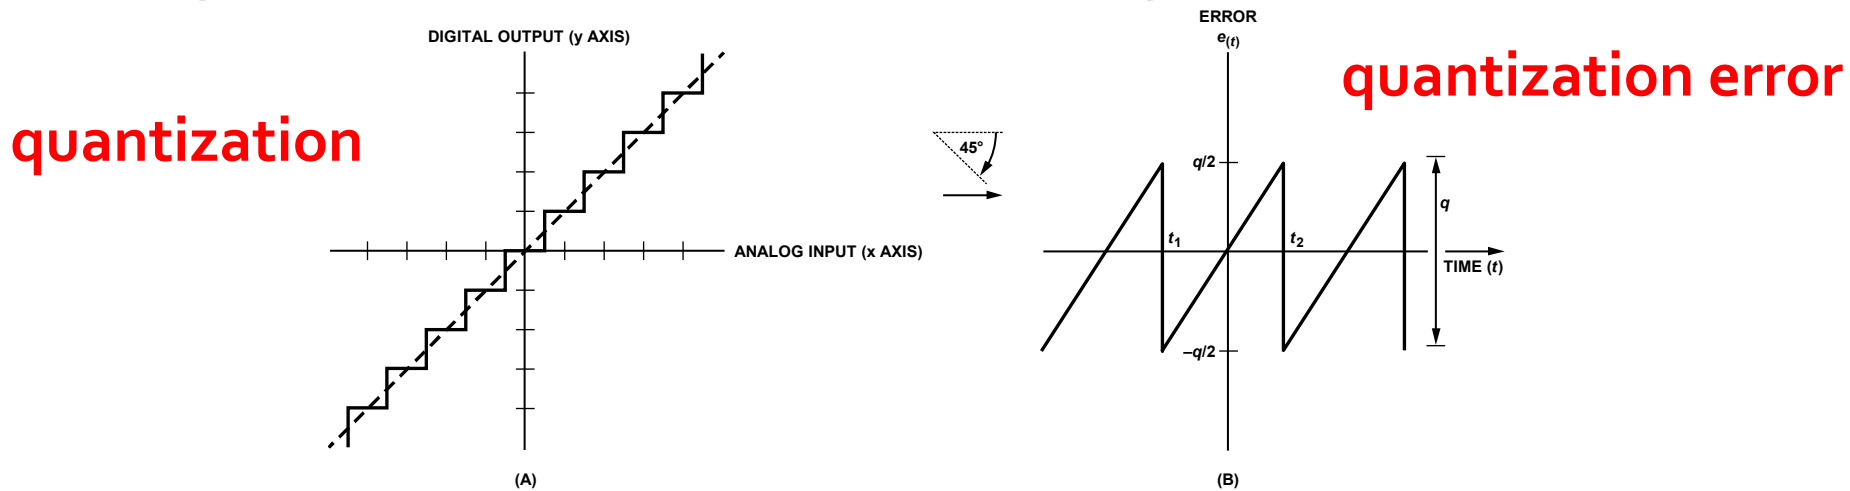 quantization
DIGITAL OUTPUT (y AXIS)
ANALOG INPUT (x AXIS)
(A)
45°
quantization error
ERROR
e(t)
q/2
q
t1
t2
TIME (t)
–q/2
(B)